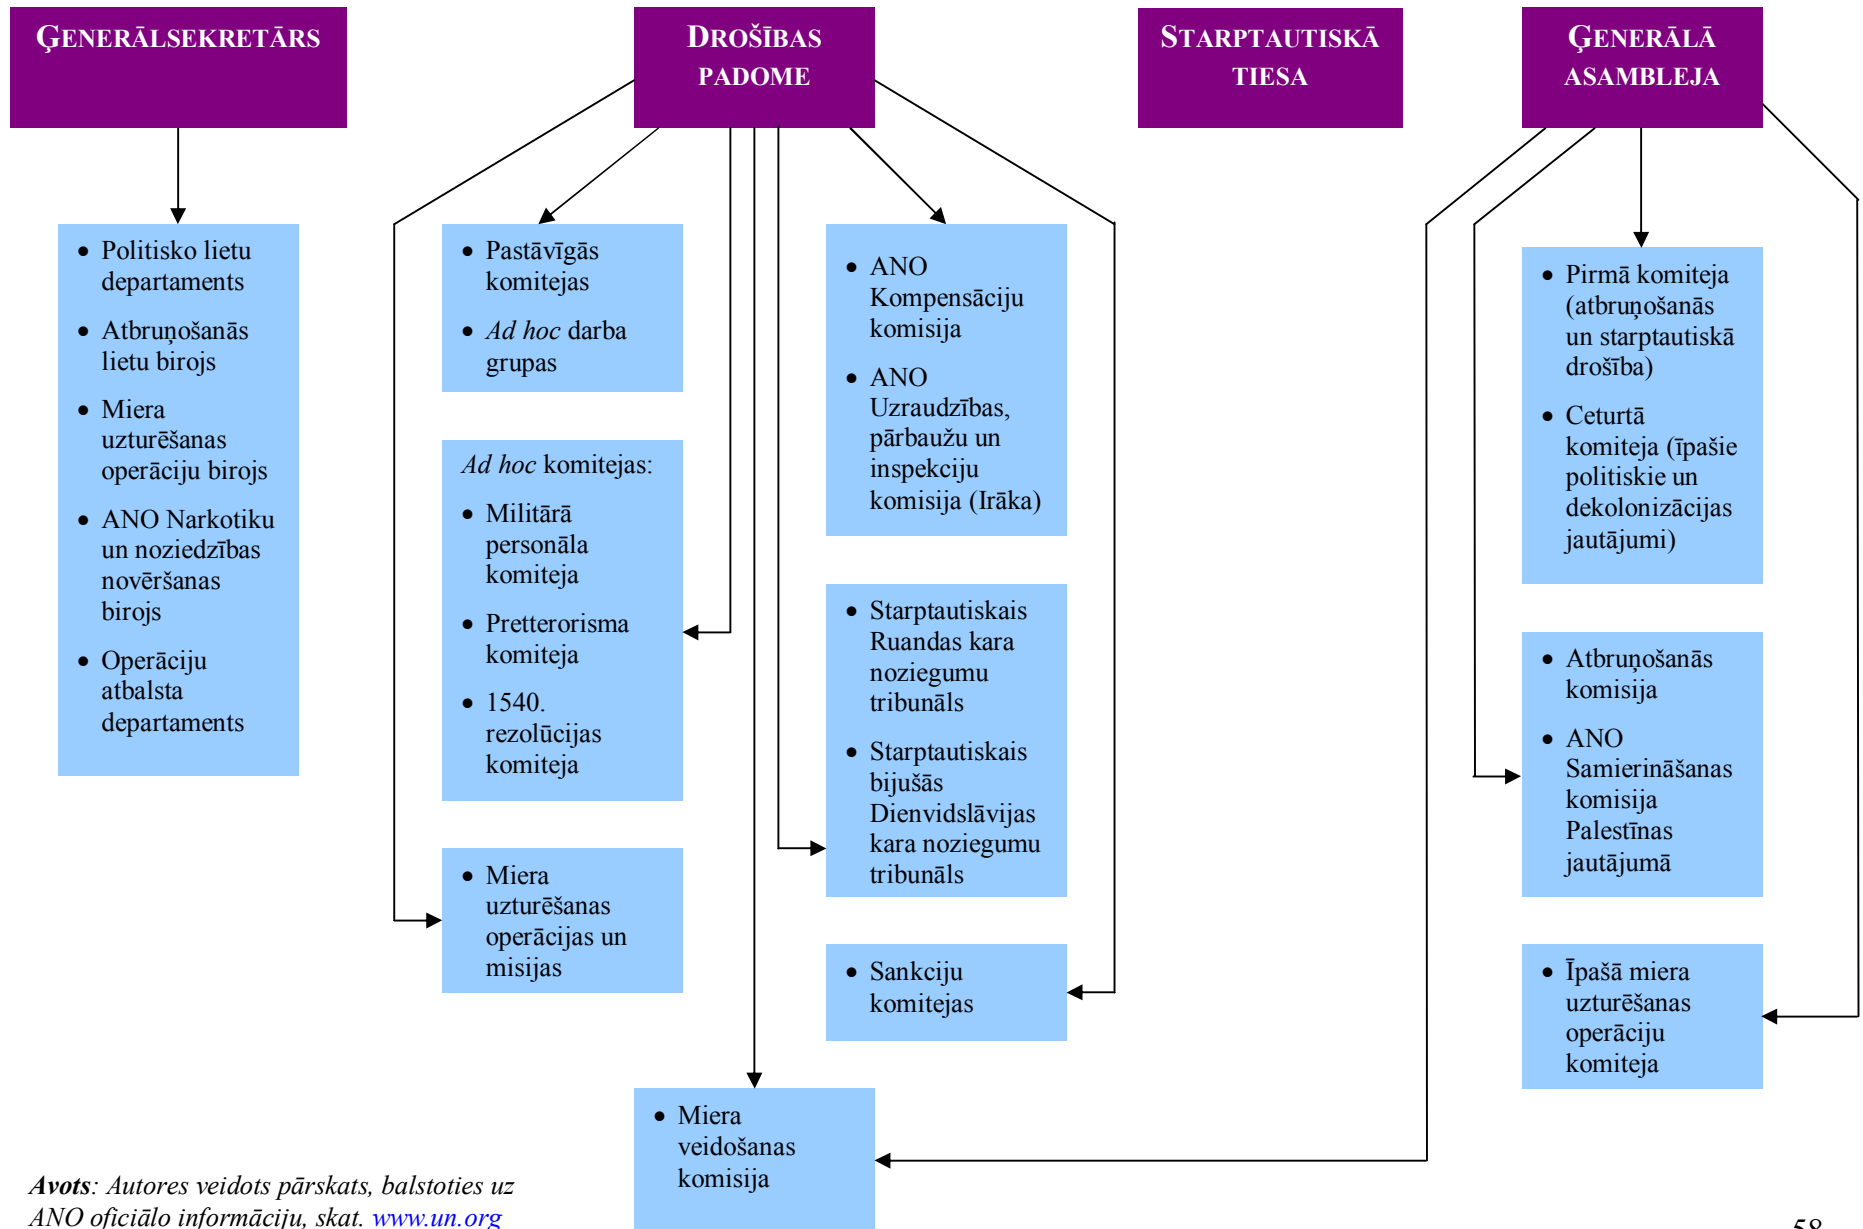 ĢENERĀLSEKRETĀRS
DROŠĪBAS
PADOME
STARPTAUTISKĀ
TIESA
ĢENERĀLĀ
ASAMBLEJA
• Politisko lietu
departaments
• Atbruņošanās
lietu birojs
• Miera
uzturēšanas
operāciju birojs
• ANO Narkotiku
un noziedzības
novēršanas
birojs
• Operāciju
atbalsta
departaments
• Pastāvīgās
komitejas
• Ad hoc darba
grupas
Ad hoc komitejas:
• Militārā
personāla
komiteja
• Pretterorisma
komiteja
• 1540.
rezolūcijas
komiteja
• Miera
uzturēšanas
operācijas un
misijas
• ANO
Kompensāciju
komisija
• ANO
Uzraudzības,
pārbaužu un
inspekciju
komisija (Irāka)
• Starptautiskais
Ruandas kara
noziegumu
tribunāls
• Starptautiskais
bijušās
Dienvidslāvijas
kara noziegumu
tribunāls
• Sankciju
komitejas
• Miera
veidošanas
komisija
• Pirmā komiteja
(atbruņošanās
un starptautiskā
drošība)
• Ceturtā
komiteja (īpašie
politiskie un
dekolonizācijas
jautājumi)
• Atbruņošanās
komisija
• ANO
Samierināšanas
komisija
Palestīnas
jautājumā
• Īpašā miera
uzturēšanas
operāciju
komiteja
Avots: Autores veidots pārskats, balstoties uz
ANO oficiālo informāciju, skat. www.un.org
58